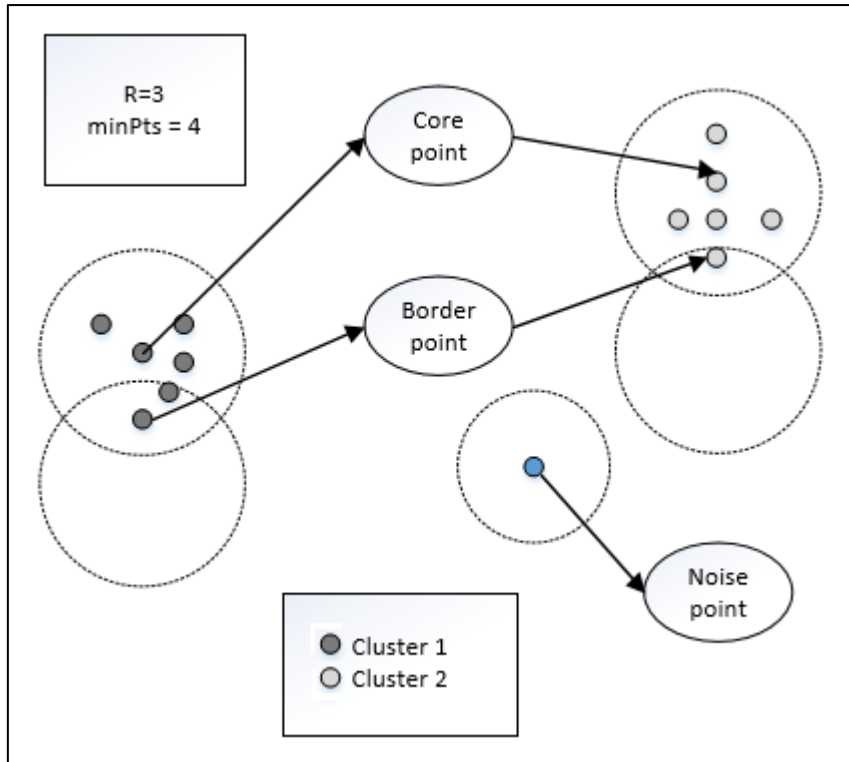 R=3
minPts = 4
Core
point
Border
point
Noise
point
Cluster 1
Cluster 2